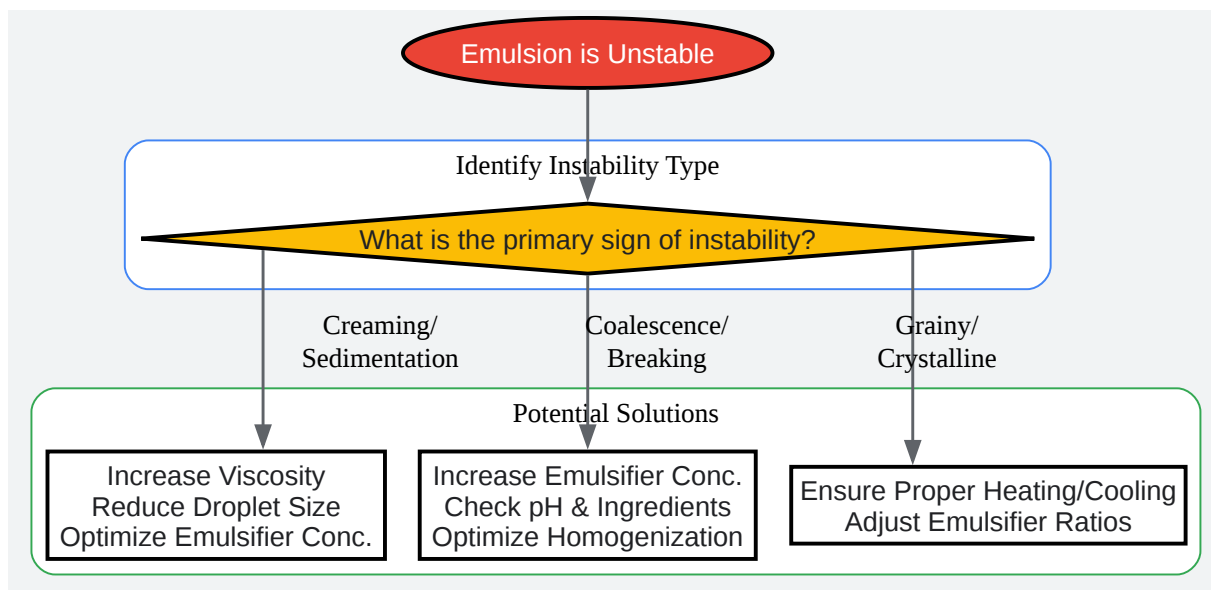 Emulsion is Unstable
Identify Instability Type
What is the primary sign of instability?
Creaming/
Sedimentation
Coalescence/
Breaking
Grainy/
Crystalline
Potential Solutions
Increase Viscosity
Reduce Droplet Size
Optimize Emulsifier Conc.
Increase Emulsifier Conc.
Check pH & Ingredients
Optimize Homogenization
Ensure Proper Heating/Cooling
Adjust Emulsifier Ratios